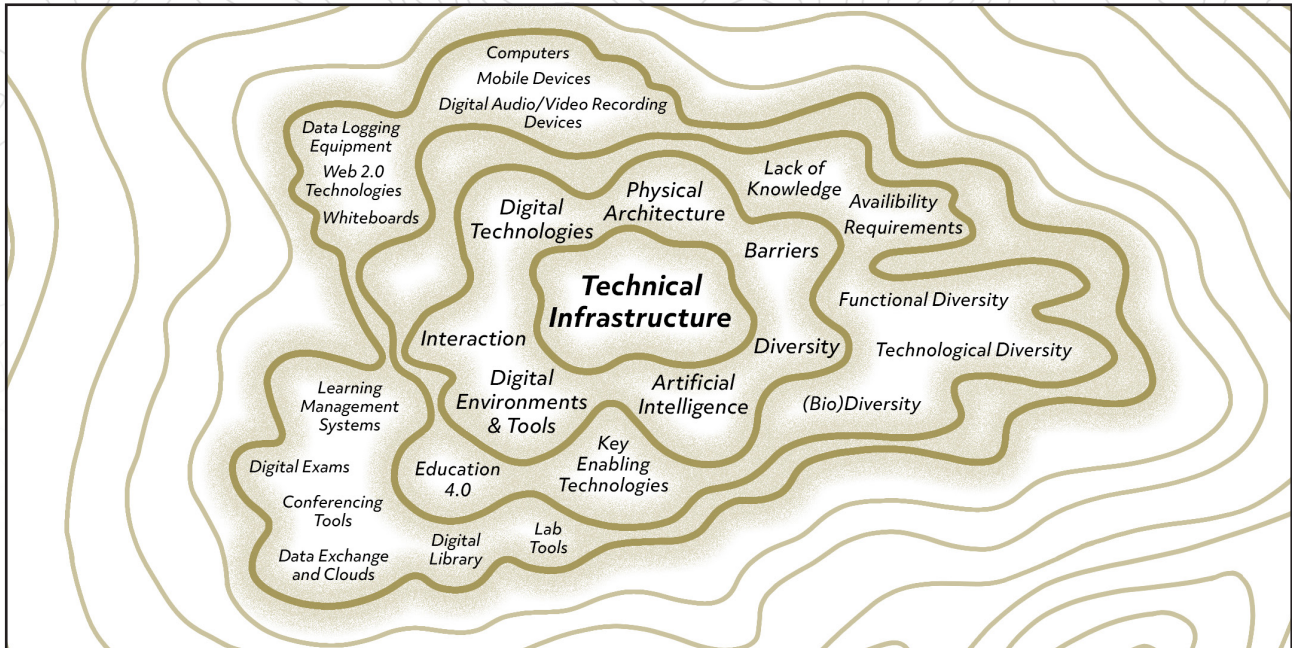 Computers
Mobile Devices
Digital Audio/Video Recording
Devices
Data Logging
Equipment
Web 2.0
Technologies
Whiteboards
Lack of
Knowledge
Availibility
Requirements
Physical
Architecture
Digital
Technologies
Barriers
Technical
Infrastructure
Functional Diversity
Interaction
Diversity
Technological Diversity
Digital
Environments
& Tools
Artificial
Intelligence
(Bio)Diversity
Learning
Management
Systems
Key
Enabling
Technologies
Education
4.0
Digital Exams
Conferencing
Tools
Digital
Library
Lab
Tools
Data Exchange
and Clouds